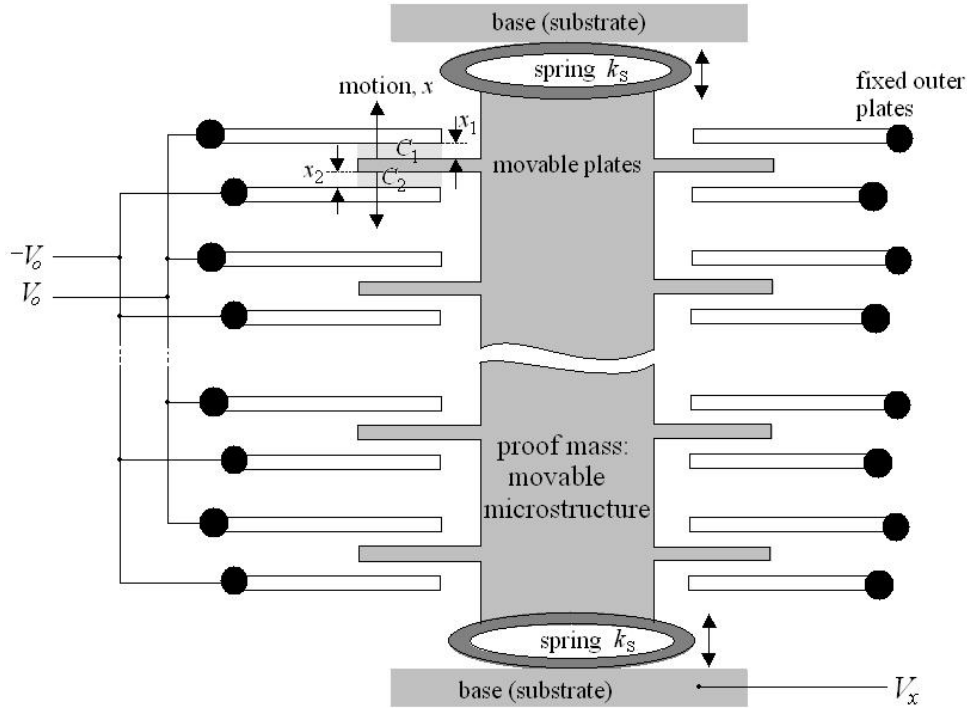 base (substrate)
spring kS
motion, x
fixed outer
plates
x1
C1
movable plates
x2
C2
-Vo
Vo
proof mass:
movable
microstructure
spring kS
base (substrate)
Vx